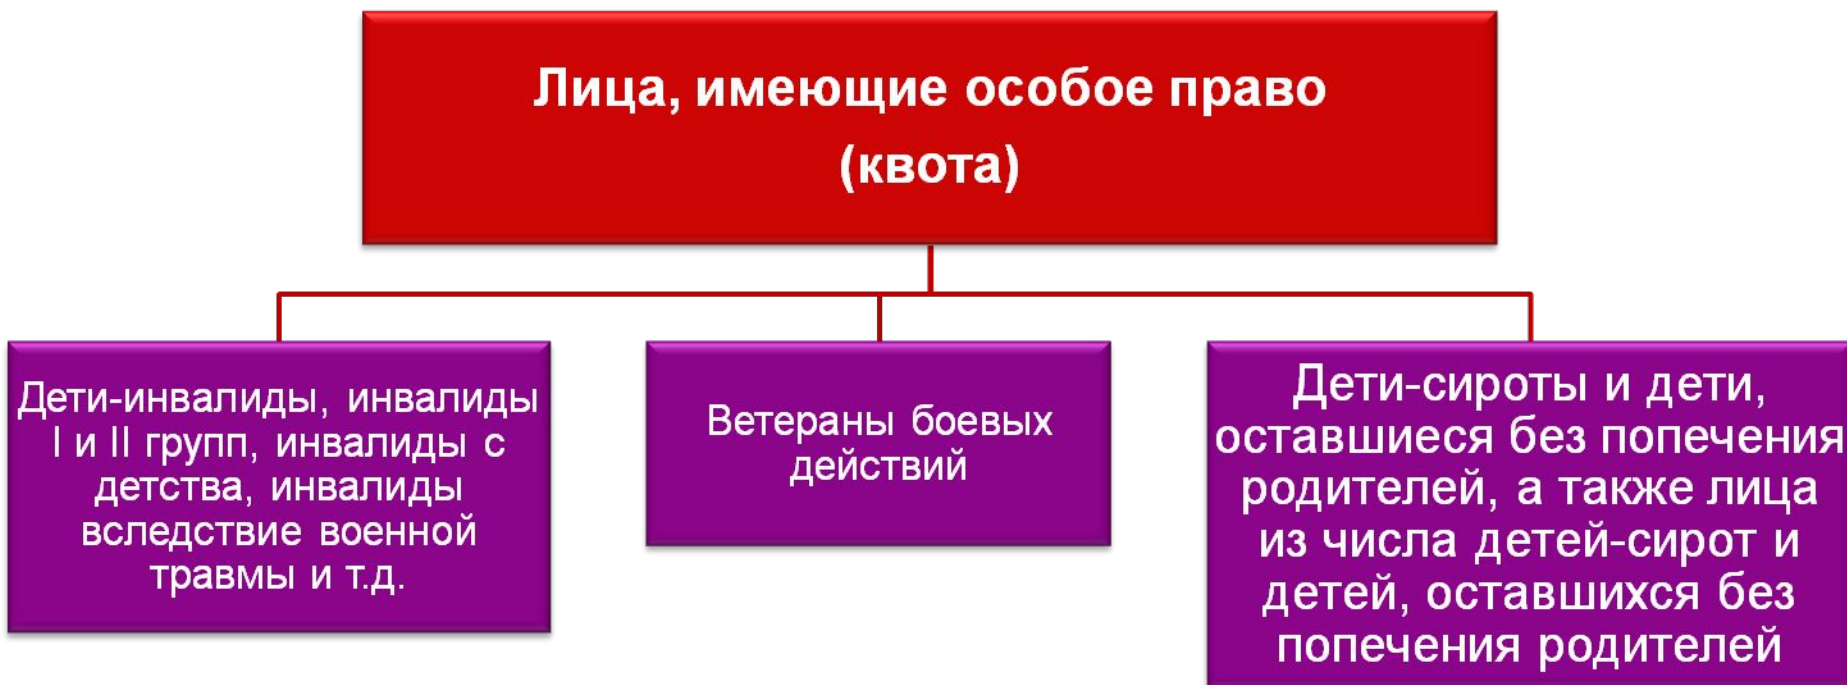 Лица, имеющие особое право
(квота)
Дети-инвалиды, инвалиды
I и II групп, инвалиды с
детства, инвалиды
вследствие военной
травмы и т.д.
Ветераны боевых
действий
Дети-сироты и дети,
оставшиеся без попечения
родителей, а также лица
из числа детей-сирот и
детей, оставшихся без
попечения родителей